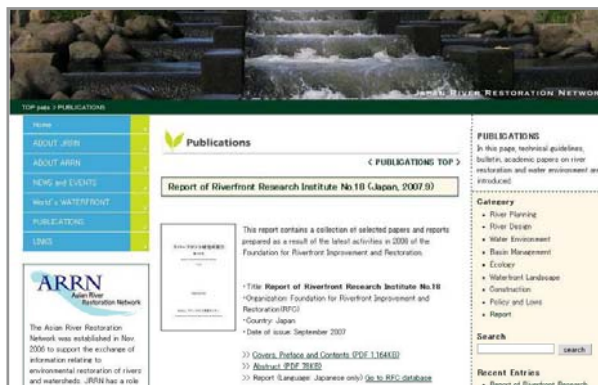 JAPAN RIVER RESTORATION NETWORK
TOP page > PUBLICATIONS
Home
ABOUT JRRN
ABOUT ARRN
NEWS and EVENTS
World's WATERFRONT
PUBLICATIONS
LINKS
ARRN
Asian River
Restoration Network
The Asian River Restoration
Network was established in Nov.
2006 to support the exchange of
information relating to
environmental restoration of rivers
and watersheds. JRRN has a role
Publications
< PUBLICATIONS TOP >
Report of Riverfront Research Institute No.18 (Japan, 2007.9)
This report contains a collection of selected papers and reports
prepared as a result of the latest activities in 2006 of the
Foundation for Riverfront Improvement and Restoration.
・Title: Report of Riverfront Research Institute No.18
・Organization: Foundation for Riverfront Improvement and
Restoration(RFC)
・Country: Japan
・Date of issue: September 2007
>> Covers, Preface and Contents (PDF 1,164KB)
>> Abstract (PDF 78KB)
>> Report (Language: Japanese only) Go to RFC database
PUBLICATIONS
In this page, technical guidelines,
bulletin, academic papers on river
restoration and water environment are
introduced.
Category
• River Planning
• River Design
• Water Environment
• Basin Management
• Ecology
• Waterfront Landscape
• Construction
• Policy and Laws
• Report
Search
search
Recent Entries
• Report of Riverfront Research